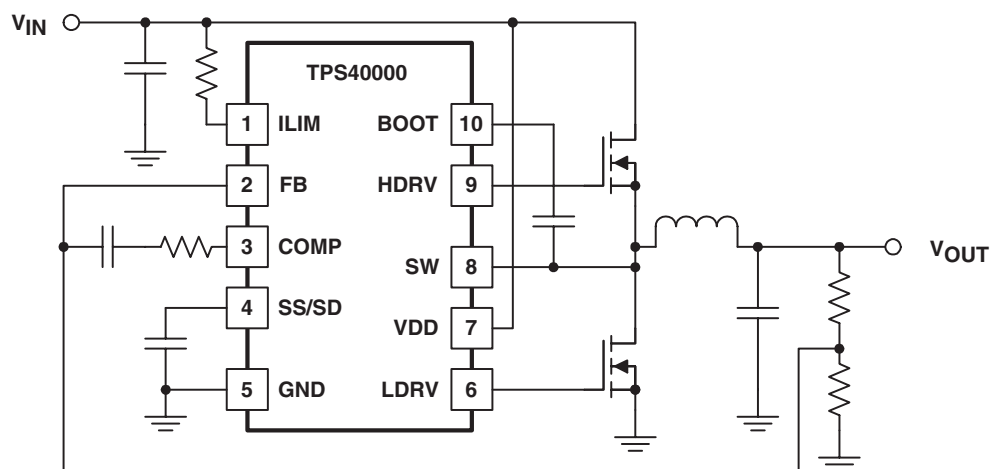 VIN
TPS40000
1 ILIM BOOT 10
2 FB HDRV 9
3 COMP
SW 8
VOUT
4 SS/SD
VDD 7
5 GND LDRV 6